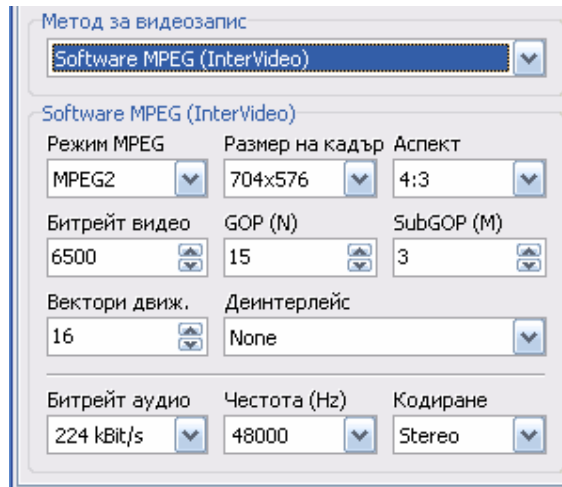 Метод за видеозапис
Software MPEG (InterVideo)
Software MPEG (InterVideo)
Режим MPEG Размер на кадър Аспект
MPEG2 704x576 4:3
Битрейт видео GOP (N) SubGOP (M)
6500 15 3
Вектори движ. Деинтерлейс
16 None
Битрейт аудио Честота (Hz) Кодиране
224 kBit/s 48000 Stereo